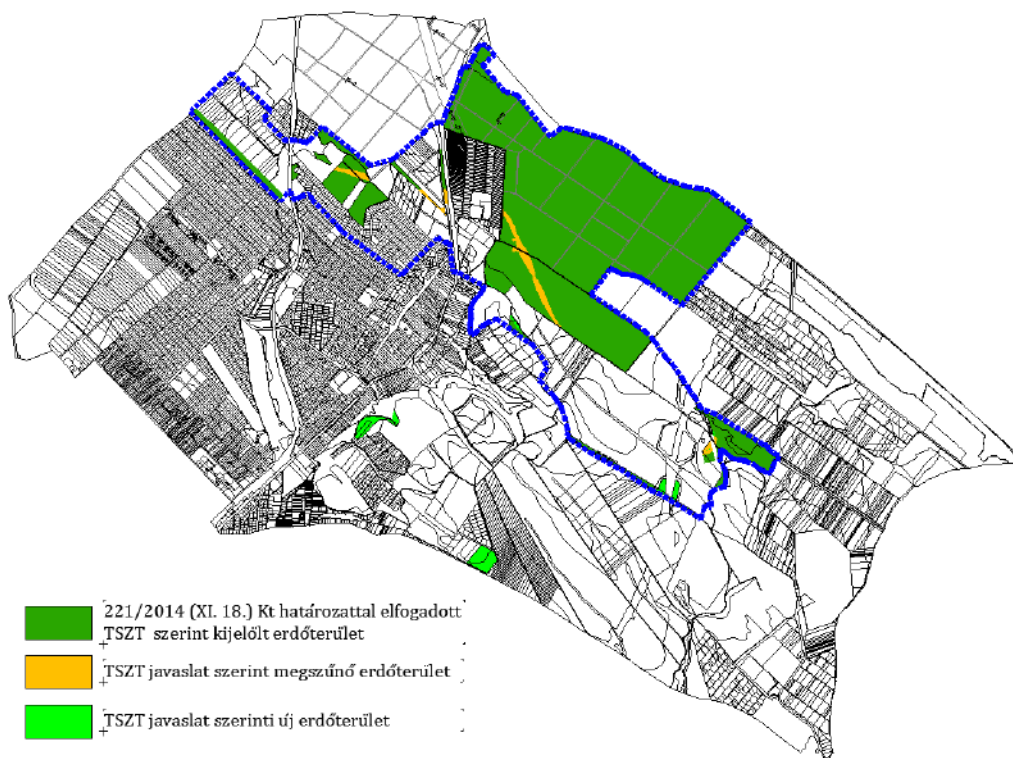 221/2014 (XI. 18.) Kt határozattal elfogadott
TSZT szerint kijelölt erdőterület
TSZT javaslat szerint megszűnő erdőterület
TSZT javaslat szerinti új erdőterület